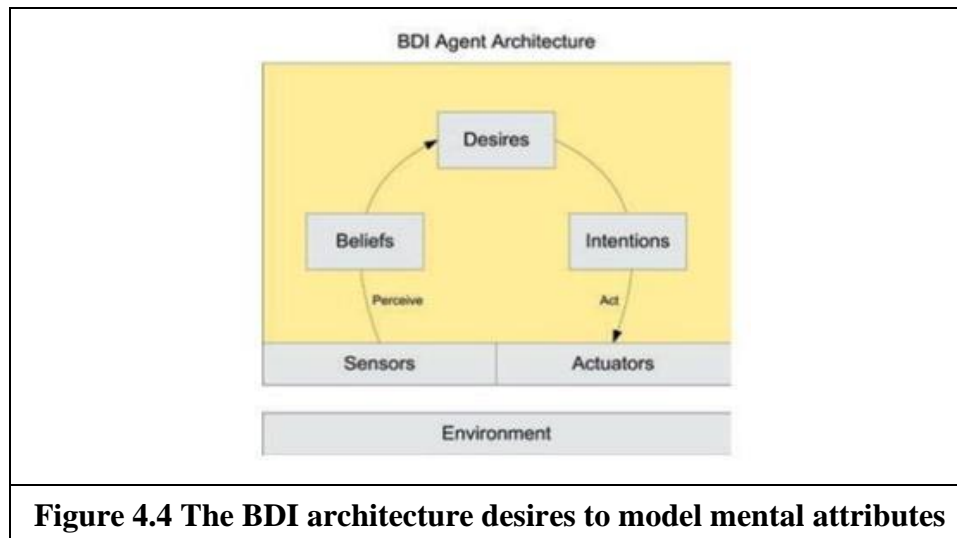 BDI Agent Architecture
Desires
Beliefs
Intentions
Perceive
Act
Sensors
Actuators
Environment
Figure 4.4 The BDI architecture desires to model mental attributes